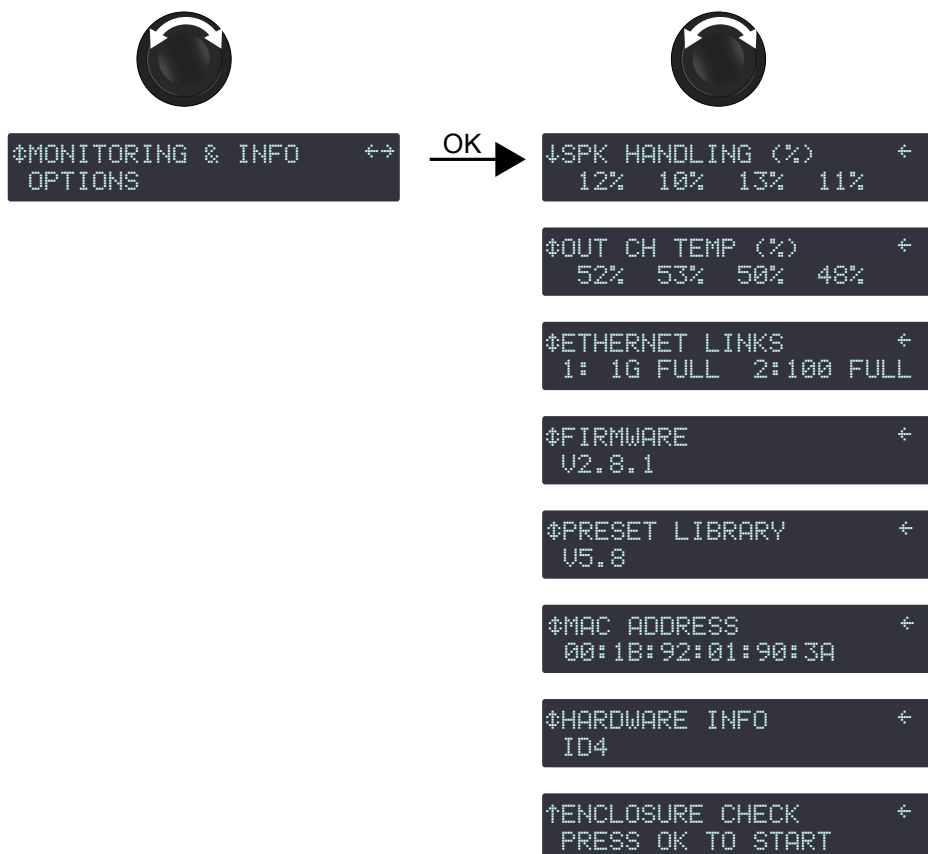 ↕MONITORING & INFO ↔
OPTIONS
OK
↓SPK HANDLING (%) ←
12% 10% 13% 11%
↕OUT CH TEMP (%) ←
52% 53% 50% 48%
↕ETHERNET LINKS ←
1: 1G FULL 2:100 FULL
↕FIRMWARE ←
V2.8.1
↕PRESET LIBRARY ←
V5.8
↕MAC ADDRESS ←
00:1B:92:01:90:3A
↕HARDWARE INFO ←
ID4
↑ENCLOSURE CHECK ←
PRESS OK TO START